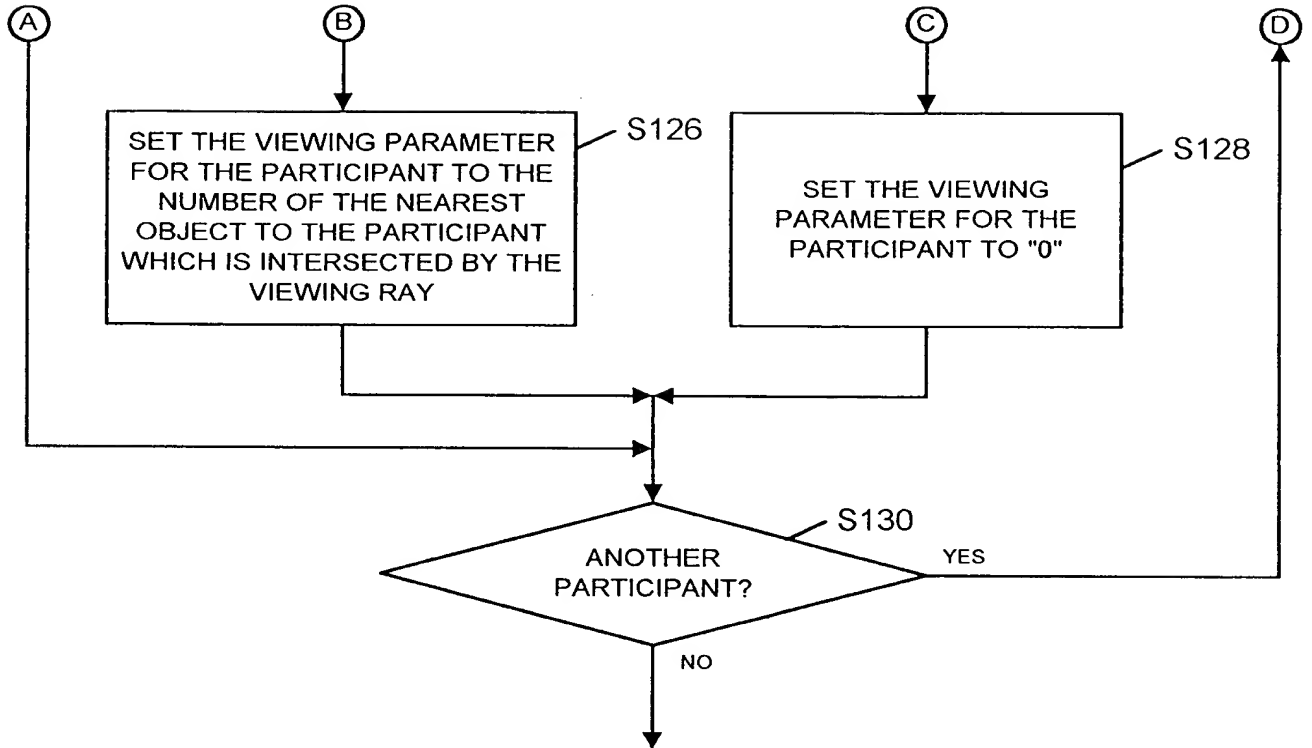 A
B
C
D
SET THE VIEWING PARAMETER
FOR THE PARTICIPANT TO THE
NUMBER OF THE NEAREST
OBJECT TO THE PARTICIPANT
WHICH IS INTERSECTED BY THE
VIEWING RAY
S126
SET THE VIEWING
PARAMETER FOR THE
PARTICIPANT TO "0"
S128
ANOTHER
PARTICIPANT?
S130
YES
NO